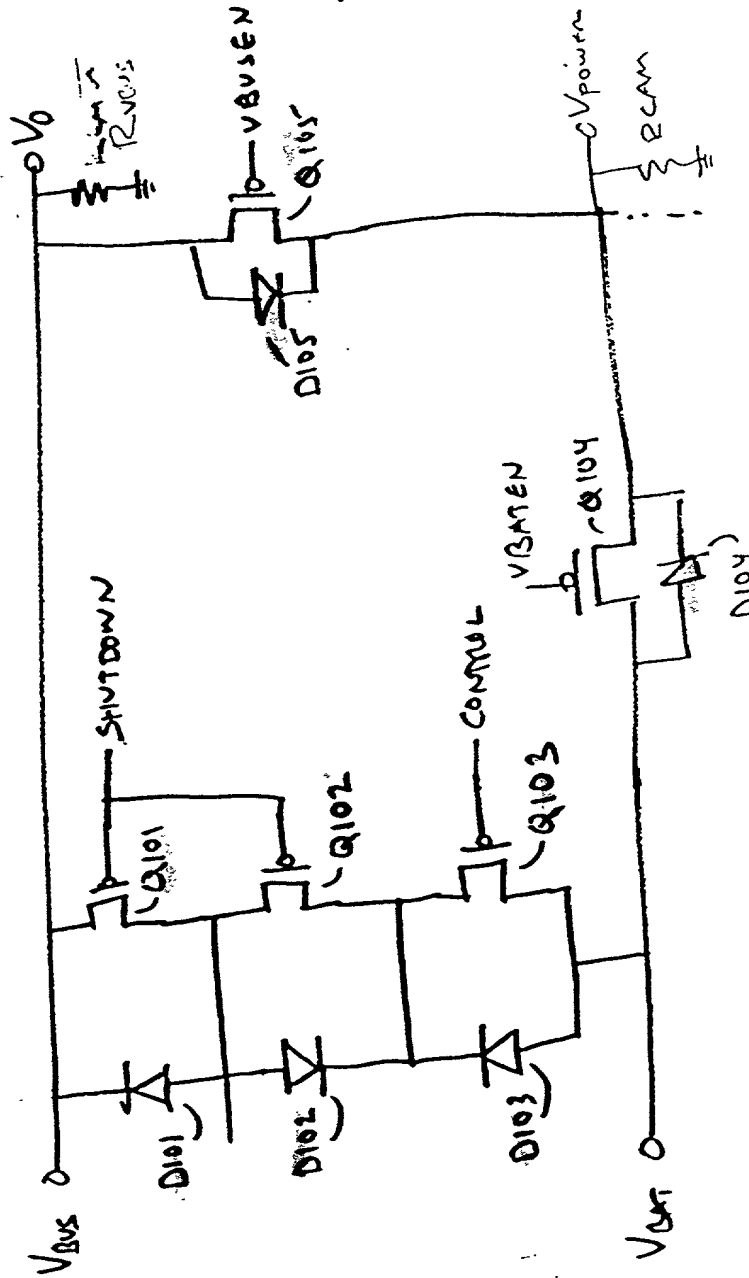 VBUS
VBAT
SHUTDOWN
Q101
D101
Q102
D102
CONTROL
Q103
D103
VBATEN
Q104
D104
VO
RVBUS
VBUSEN
Q105
D105
Vpower
RCAM